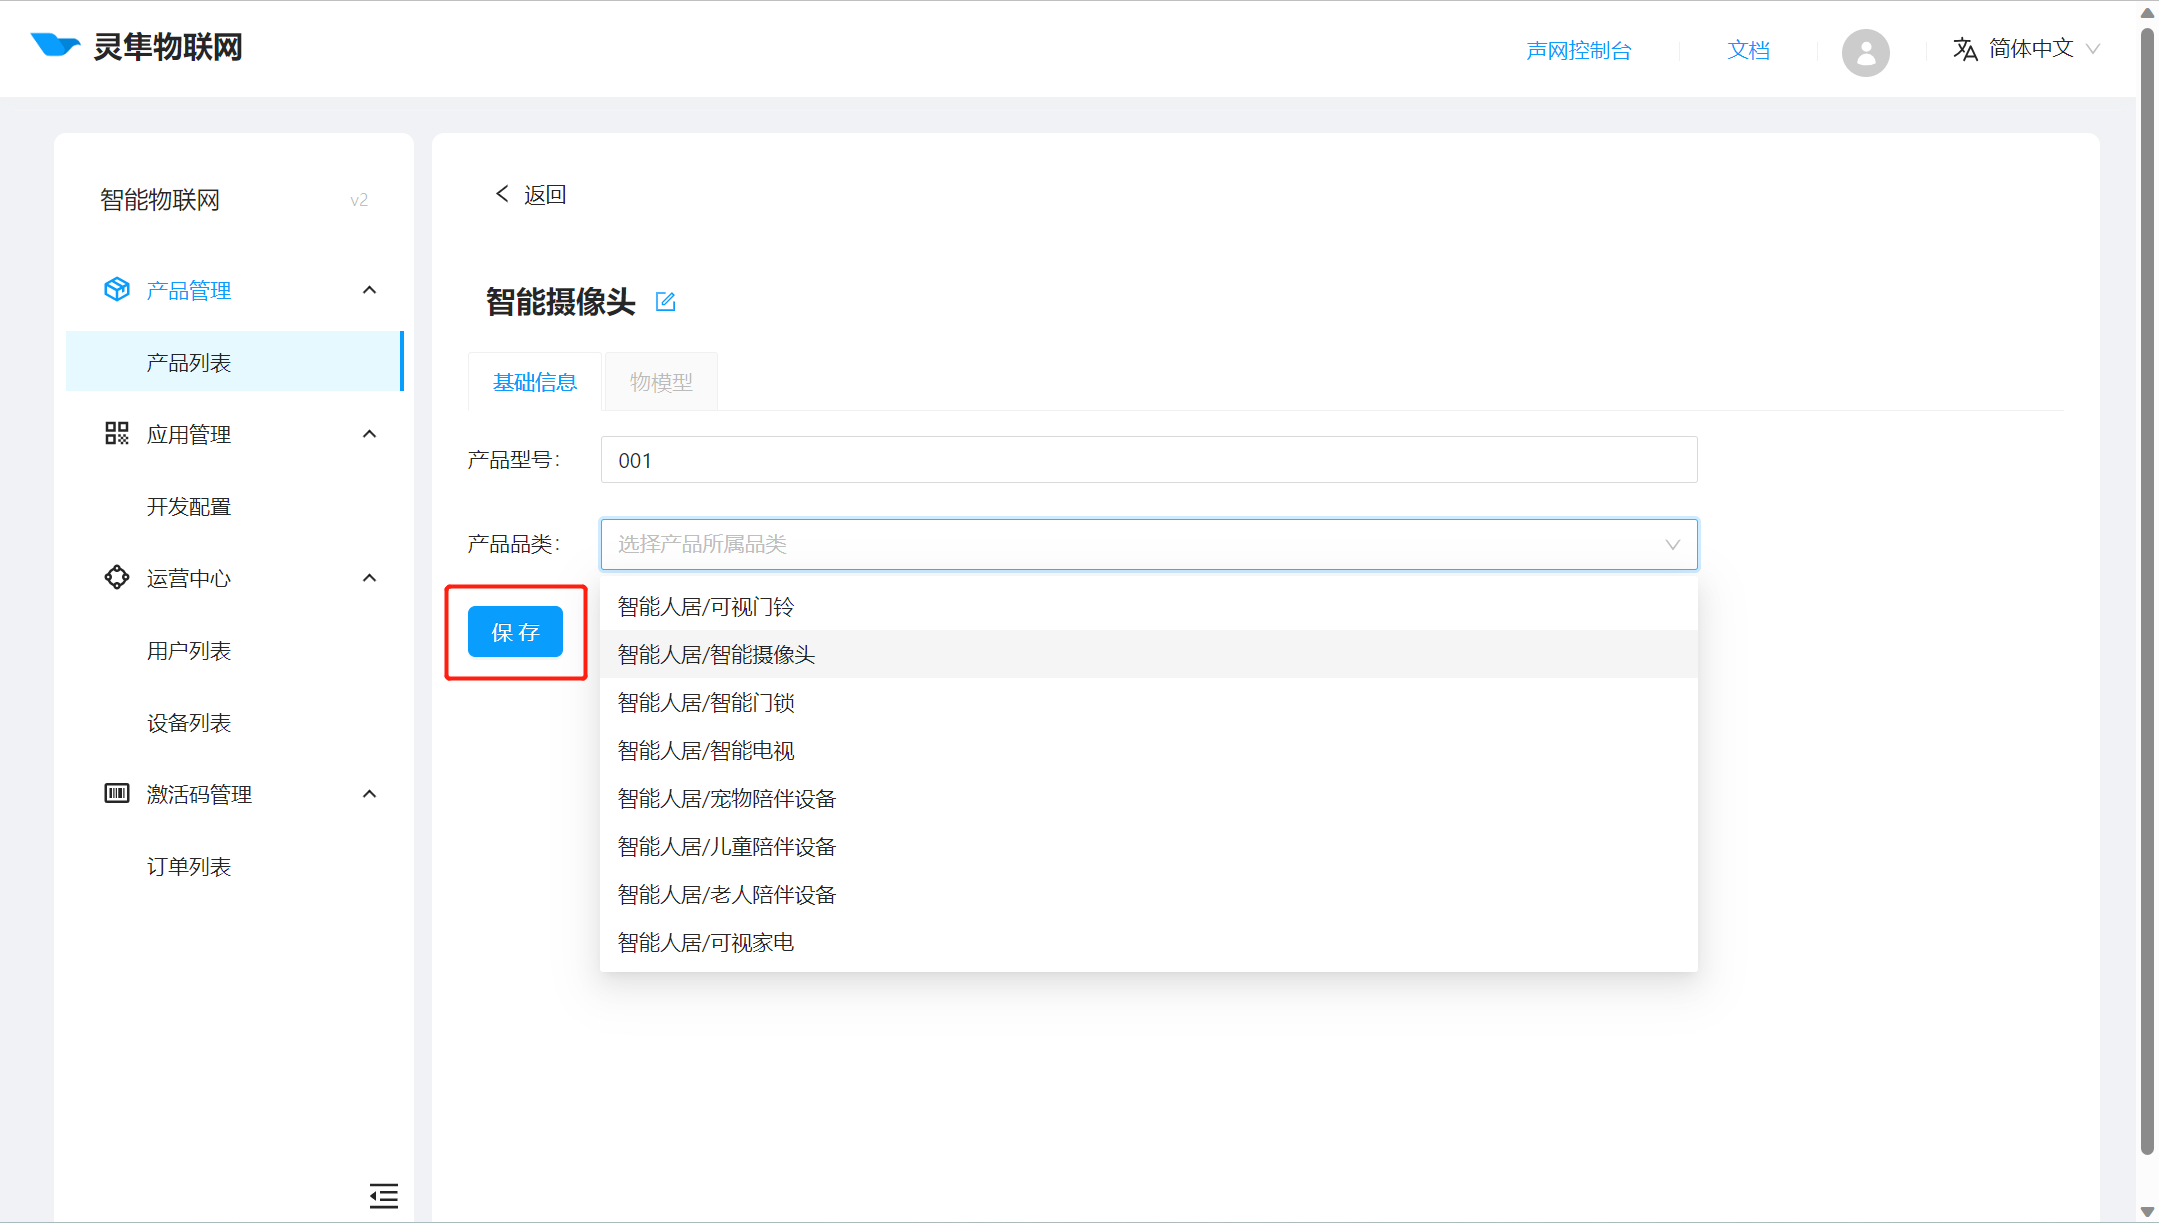 灵隼物联网
声网控制台
文档
简体中文
智能物联网
v2
产品管理
产品列表
应用管理
开发配置
运营中心
用户列表
设备列表
激活码管理
订单列表
返回
智能摄像头
基础信息
物模型
产品型号：
001
产品品类：
选择产品所属品类
保 存
智能人居/可视门铃
智能人居/智能摄像头
智能人居/智能门锁
智能人居/智能电视
智能人居/宠物陪伴设备
智能人居/儿童陪伴设备
智能人居/老人陪伴设备
智能人居/可视家电